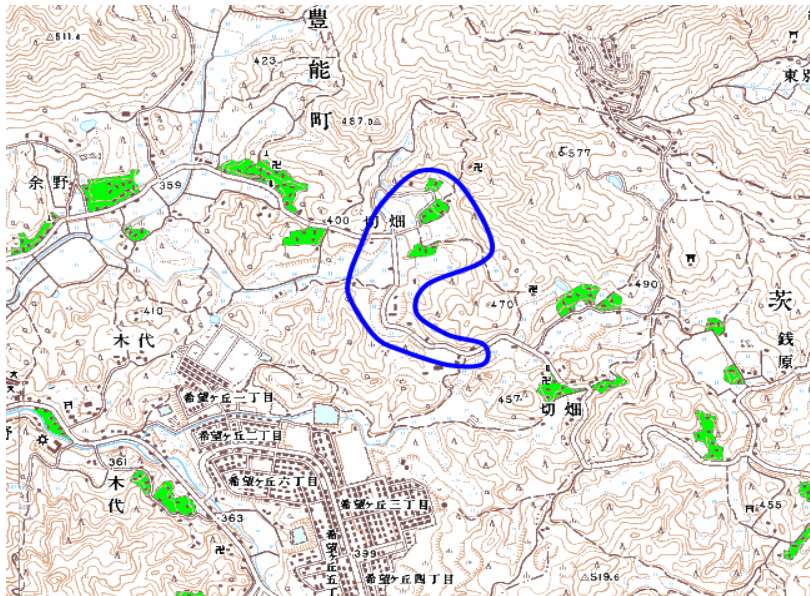 511.4
豊能町
423
487.0
東別
577
余野
359
400
切畑
490
470
茨
410
木代
銭原
457
切畑
希望ヶ丘一丁目
希望ヶ丘二丁目
野
361
木代
希望ヶ丘六丁目
希望ヶ丘三丁目
455
363
希望ヶ丘五丁
399
希望ヶ丘四丁目
519.6